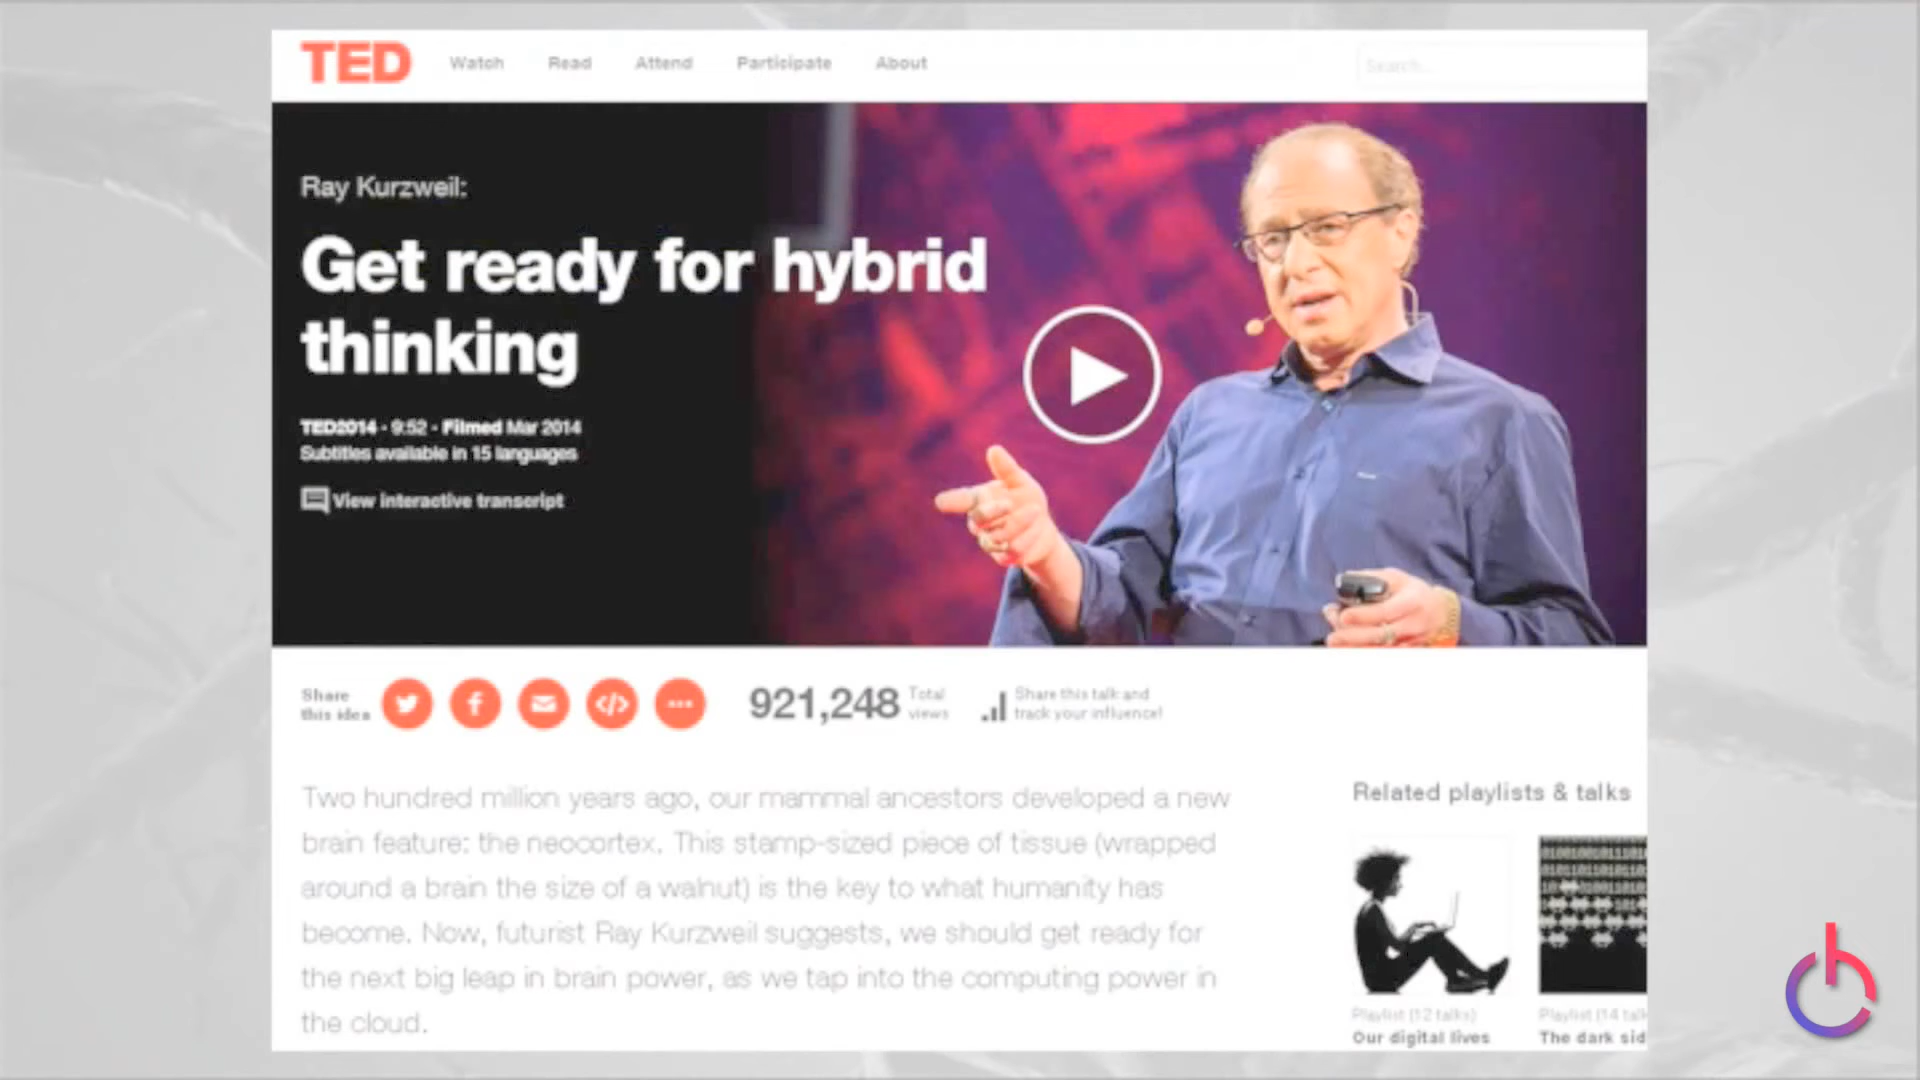 TED
Watch Read Attend Participate About
Search...
Ray Kurzweil:
Get ready for hybrid
thinking
TED2014 • 9:52 • Filmed Mar 2014
Subtitles available in 15 languages
View interactive transcript
Share
this idea
921,248 Total
views
Share this talk and
track your influence!
Two hundred million years ago, our mammal ancestors developed a new
brain feature: the neocortex. This stamp-sized piece of tissue (wrapped
around a brain the size of a walnut) is the key to what humanity has
become. Now, futurist Ray Kurzweil suggests, we should get ready for
the next big leap in brain power, as we tap into the computing power in
the cloud.
Related playlists & talks
Playlist (12 talks)
Our digital lives
Playlist (14 talk
The dark sid